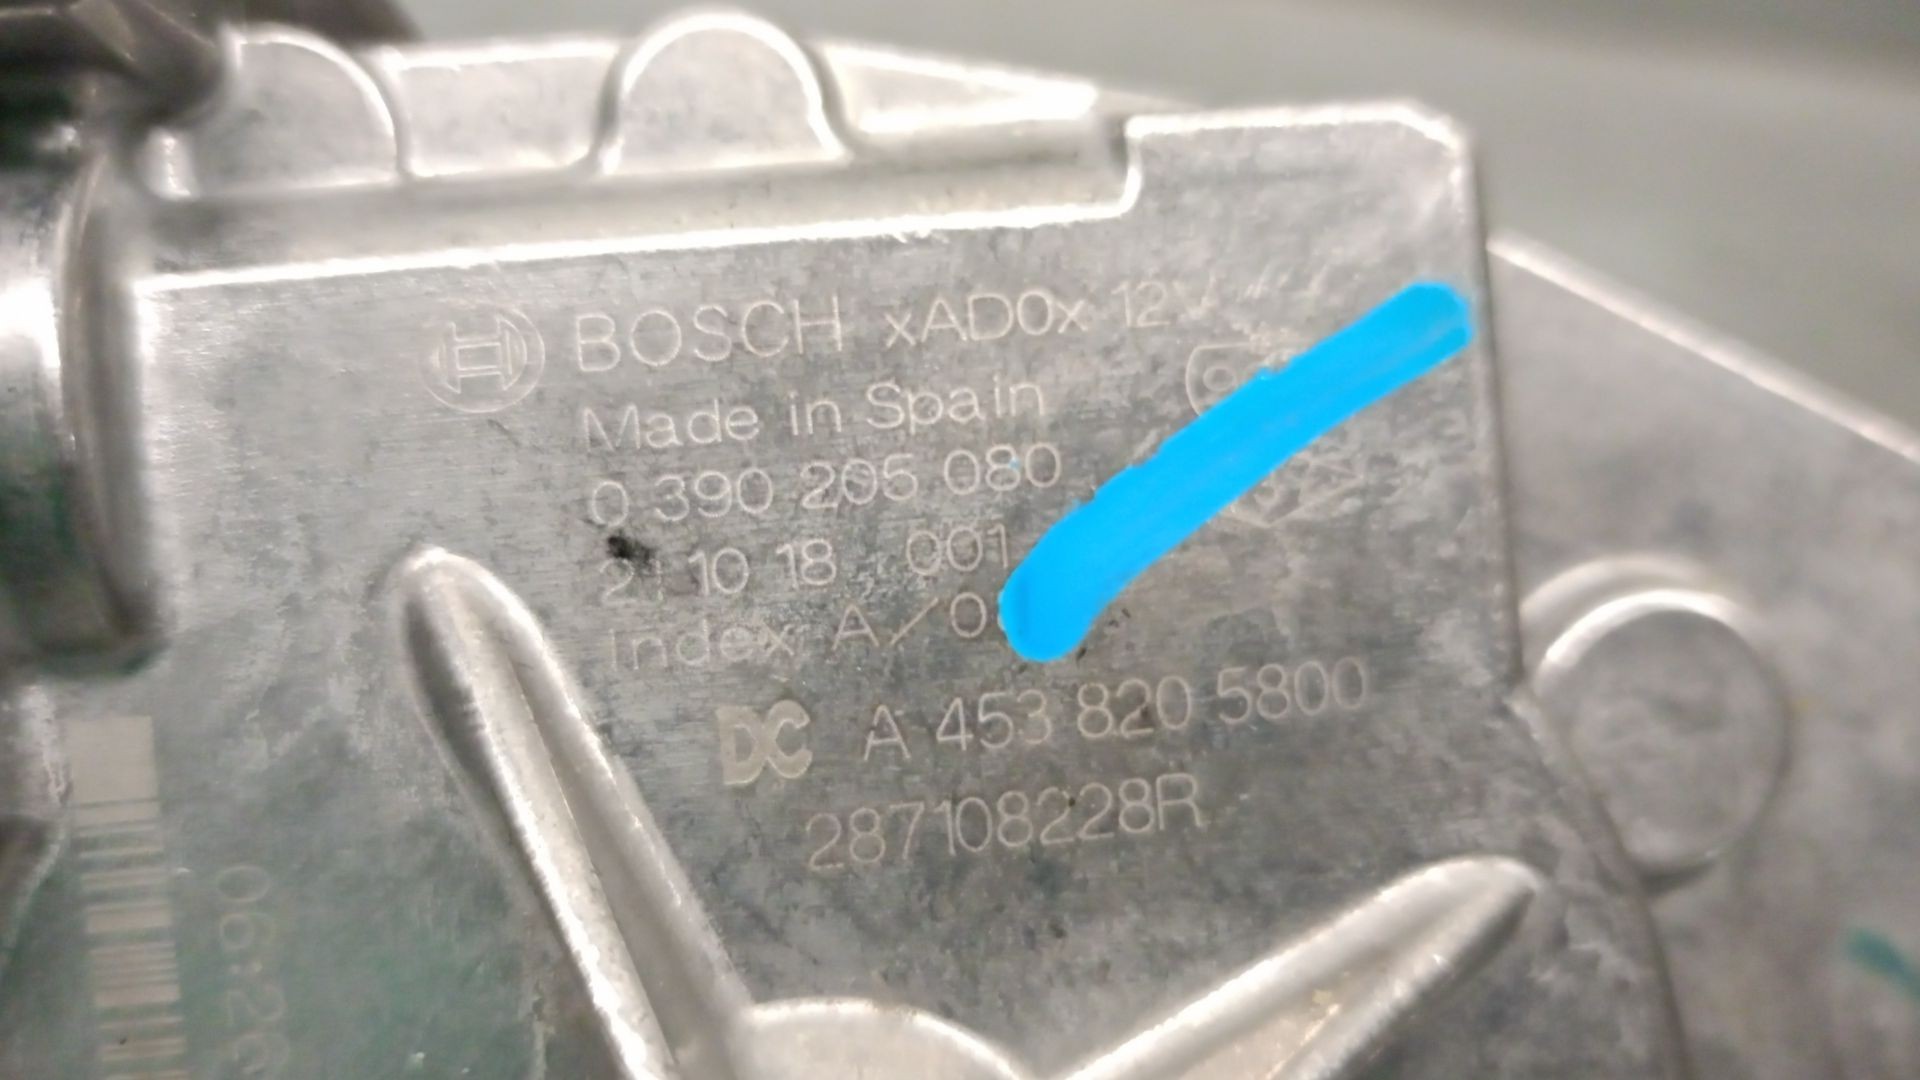 BOSCH xADOx 12V
Made in Spain
0 390 205 080
10 18 001
Index A/0
DC A 453 820 5800
287108228R